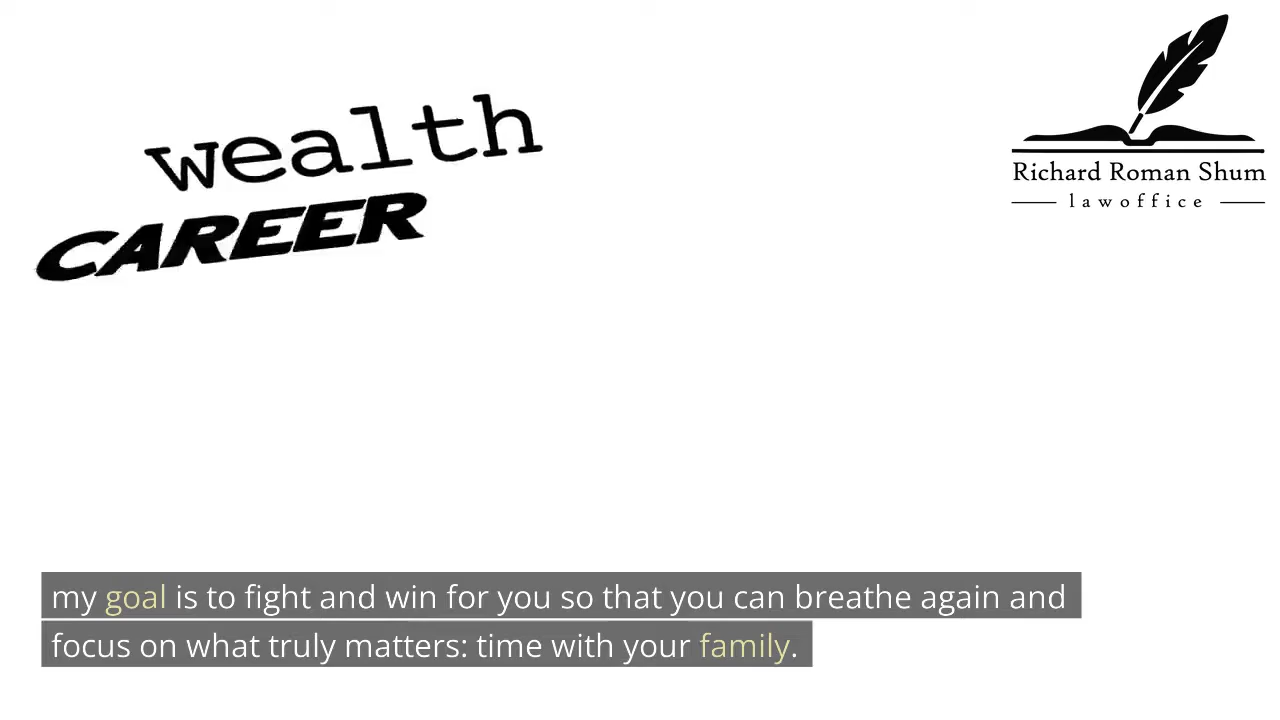 wealth
CAREER
Richard Roman Shum
lawoffice
my goal is to fight and win for you so that you can breathe again and
focus on what truly matters: time with your family.